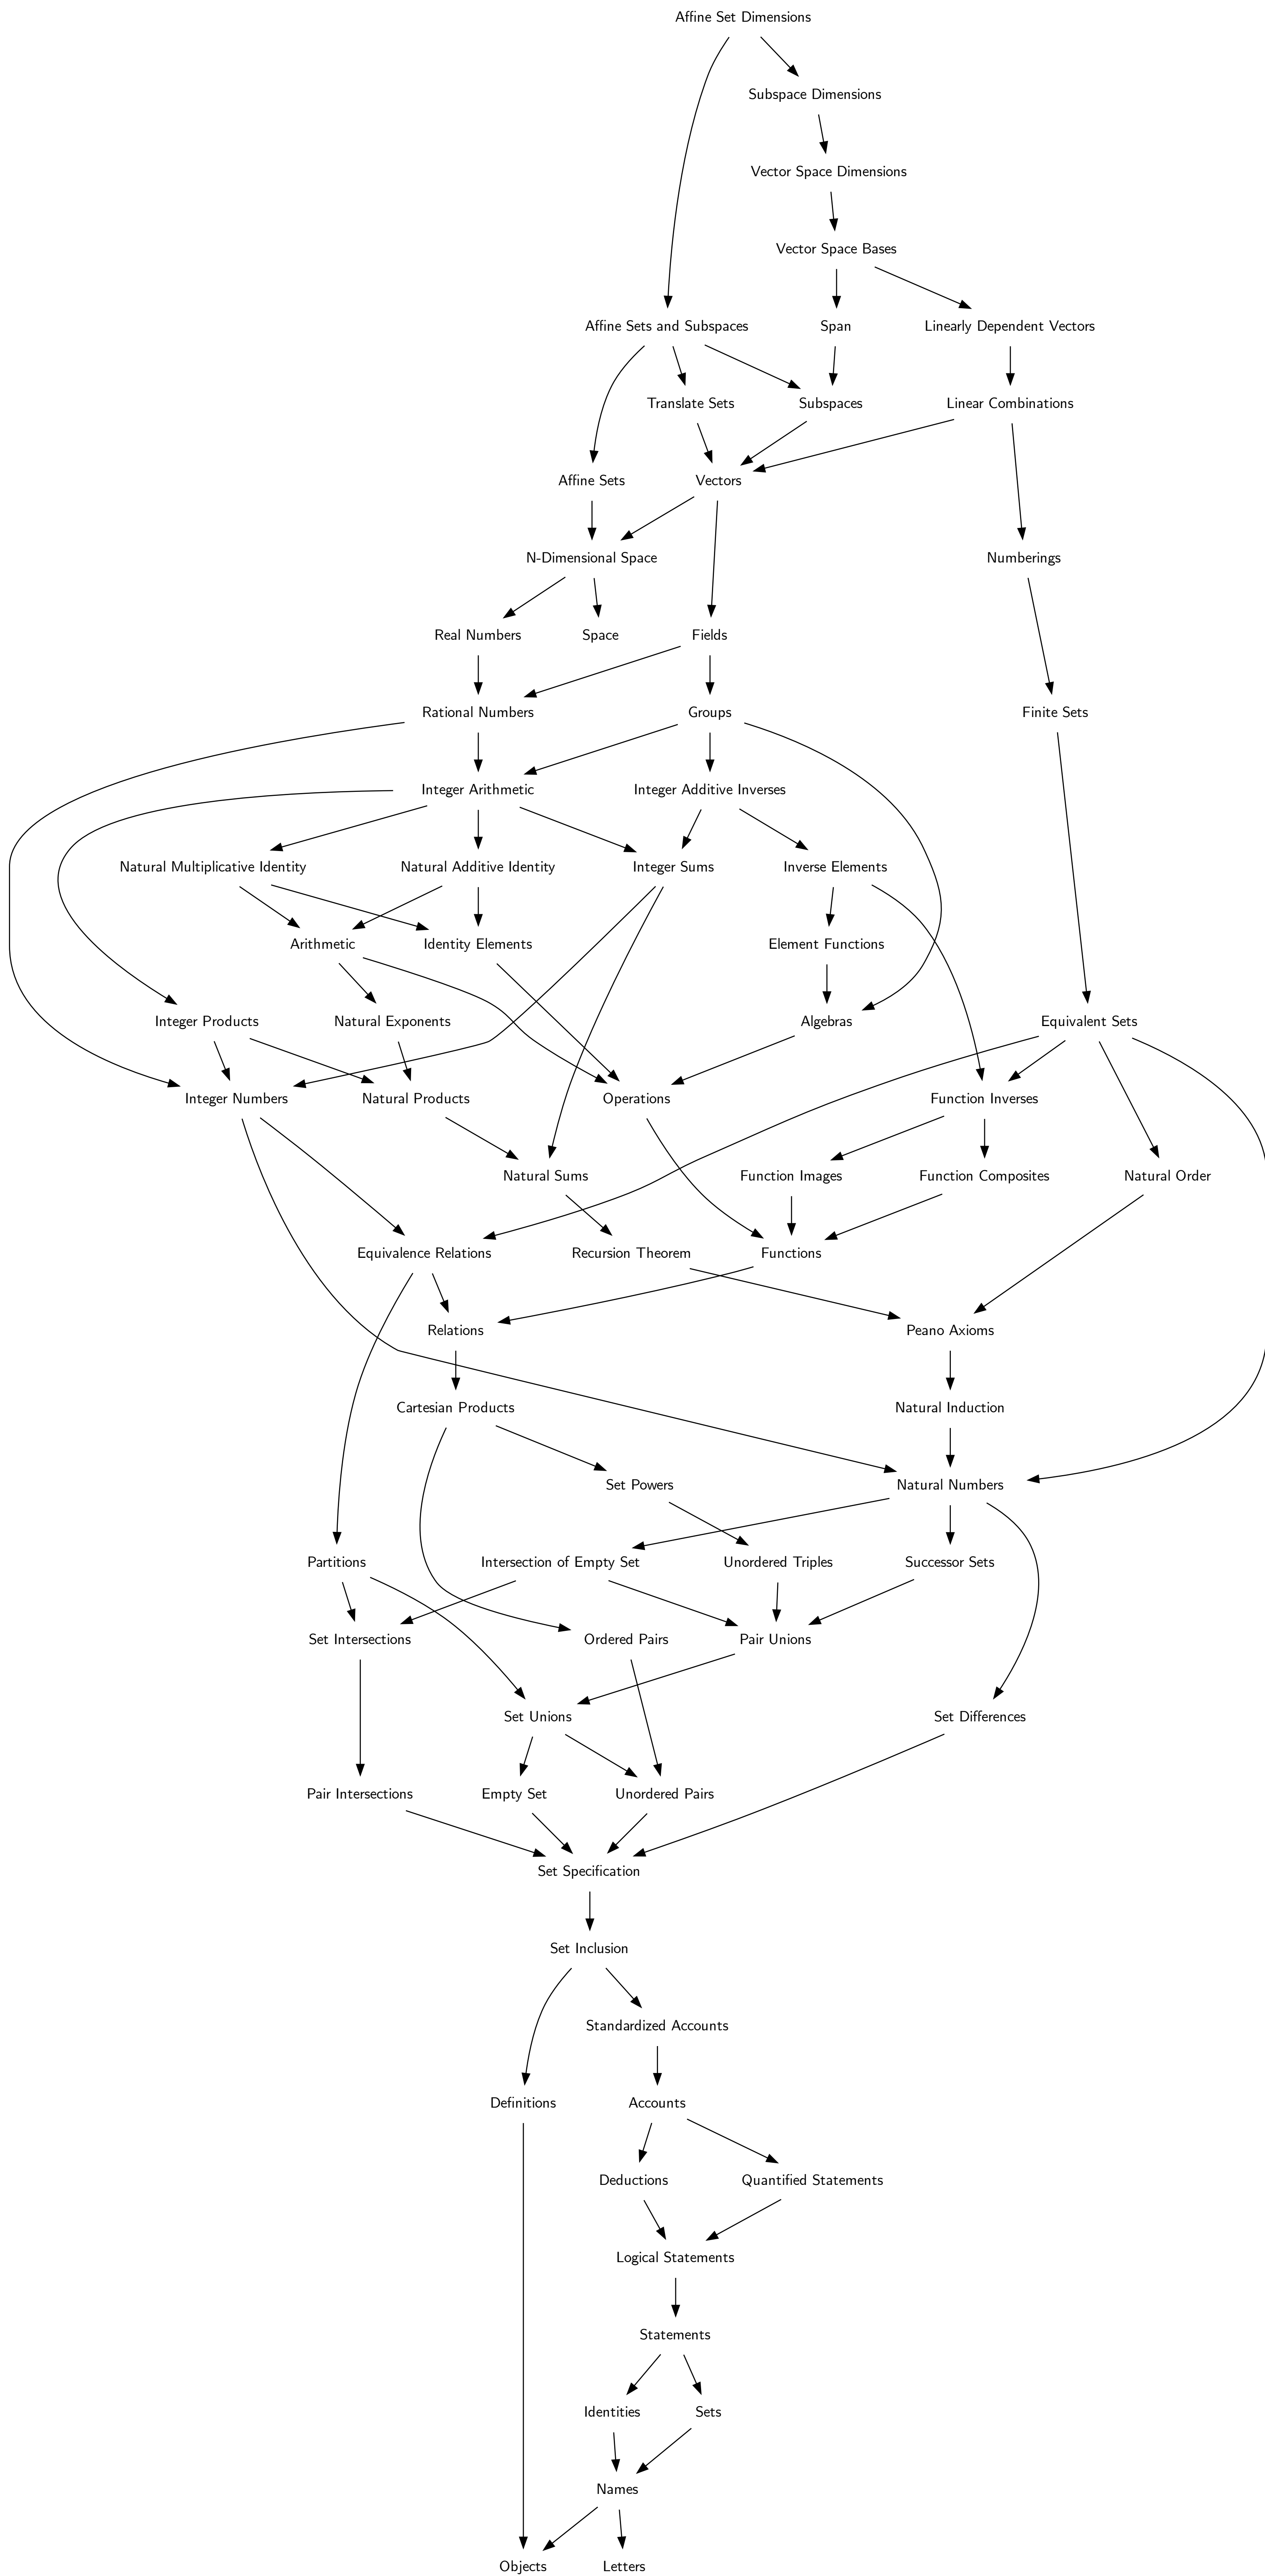 Affine Set Dimensions
Subspace Dimensions
Vector Space Dimensions
Vector Space Bases
Affine Sets and Subspaces
Span
Linearly Dependent Vectors
Translate Sets
Subspaces
Linear Combinations
Affine Sets
Vectors
N-Dimensional Space
Numberings
Real Numbers
Space
Fields
Rational Numbers
Groups
Finite Sets
Integer Arithmetic
Integer Additive Inverses
Natural Multiplicative Identity
Natural Additive Identity
Integer Sums
Inverse Elements
Arithmetic
Identity Elements
Element Functions
Integer Products
Natural Exponents
Algebras
Equivalent Sets
Integer Numbers
Natural Products
Operations
Function Inverses
Natural Sums
Function Images
Function Composites
Natural Order
Equivalence Relations
Recursion Theorem
Functions
Relations
Peano Axioms
Cartesian Products
Natural Induction
Set Powers
Natural Numbers
Partitions
Intersection of Empty Set
Unordered Triples
Successor Sets
Set Intersections
Ordered Pairs
Pair Unions
Set Unions
Set Differences
Pair Intersections
Empty Set
Unordered Pairs
Set Specification
Set Inclusion
Standardized Accounts
Definitions
Accounts
Deductions
Quantified Statements
Logical Statements
Statements
Identities
Sets
Names
Objects
Letters